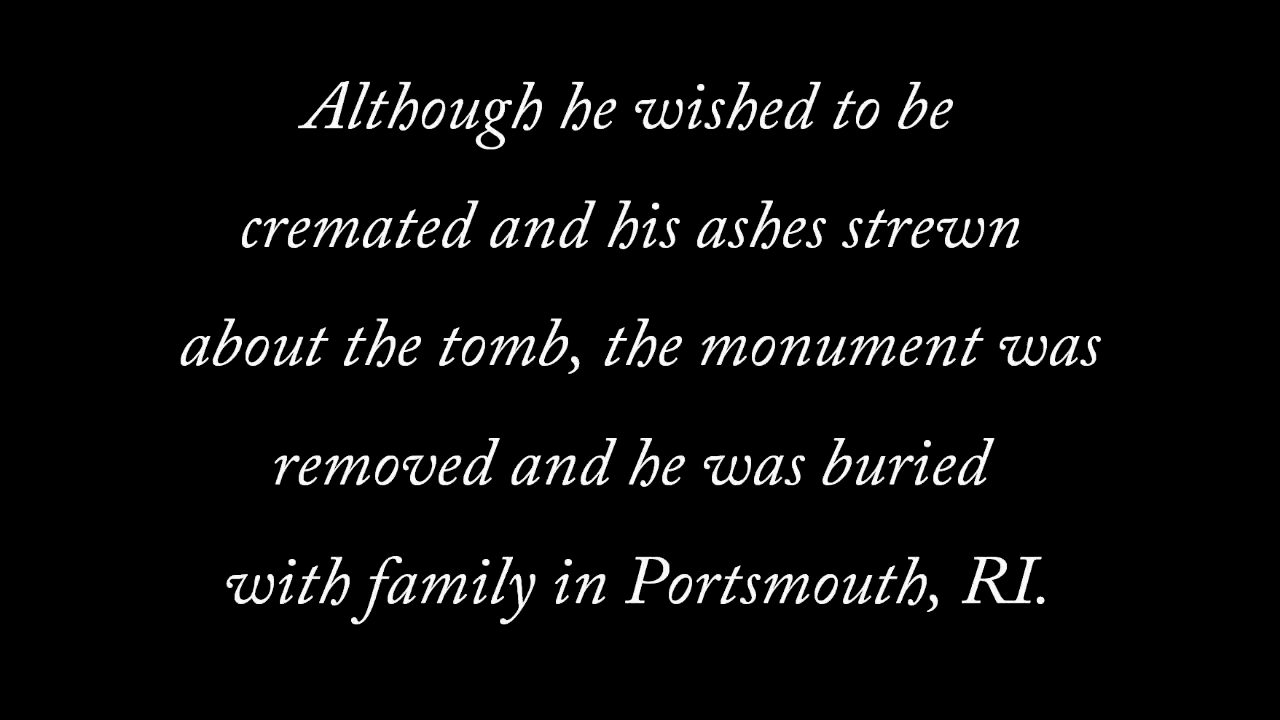 Although he wished to be
cremated and his ashes strewn
about the tomb, the monument was
removed and he was buried
with family in Portsmouth, RI.